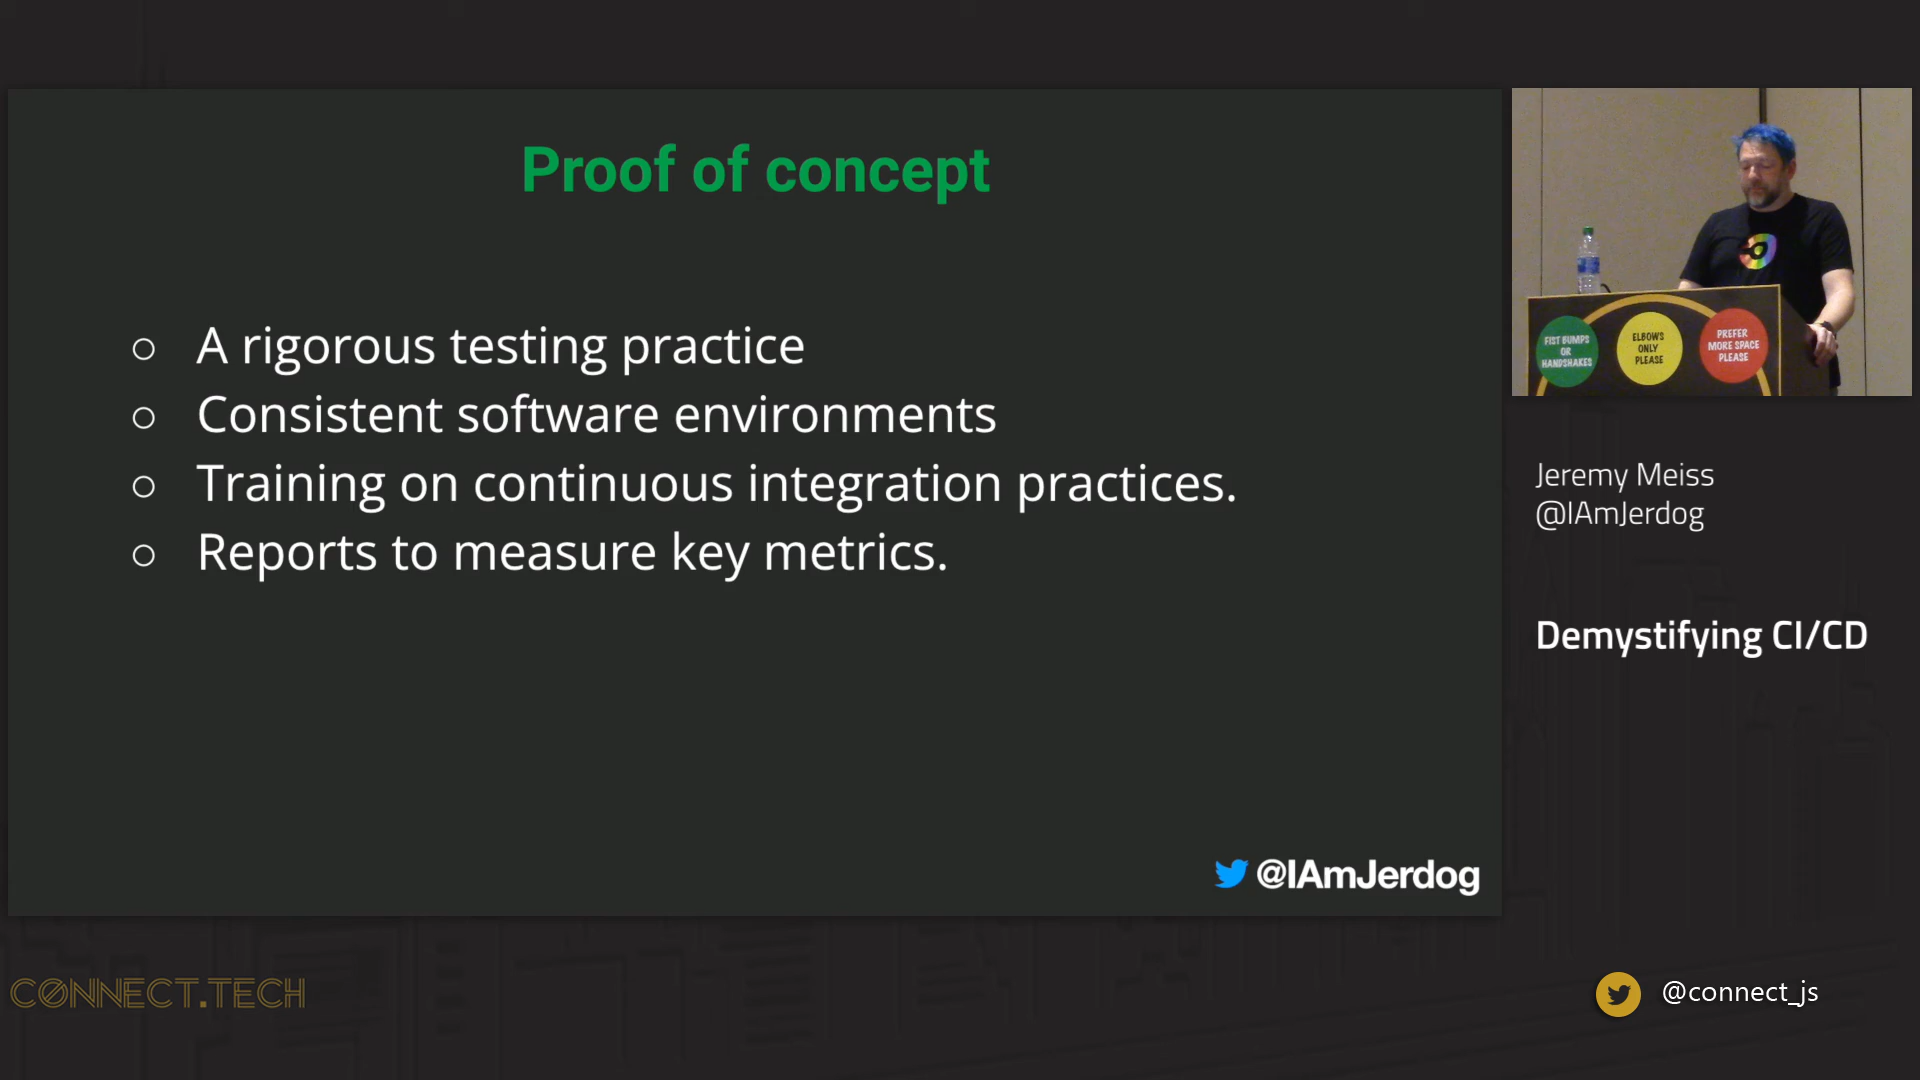 Proof of concept
○ A rigorous testing practice
○ Consistent software environments
○ Training on continuous integration practices.
○ Reports to measure key metrics.
@IAmJerdog
FIST BUMPS
OR
HANDSHAKES
ELBOWS
ONLY
PLEASE
PREFER
MORE SPACE
PLEASE
Jeremy Meiss
@IAmJerdog
Demystifying CI/CD
CONNECT.TECH
@connect_js